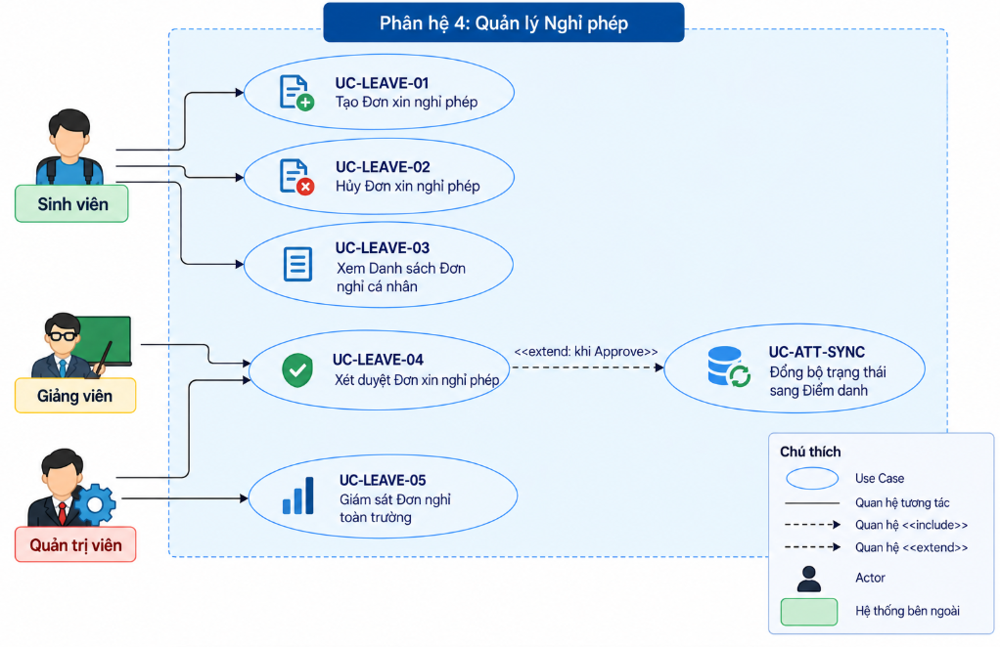 Phân hệ 4: Quản lý Nghỉ phép
UC-LEAVE-01
Tạo Đơn xin nghỉ phép
UC-LEAVE-02
Hủy Đơn xin nghỉ phép
Sinh viên
UC-LEAVE-03
Xem Danh sách Đơn
nghỉ cá nhân
UC-LEAVE-04
Xét duyệt Đơn xin nghỉ phép
<<extend: khi Approve>>
UC-ATT-SYNC
Đồng bộ trạng thái
sang Điểm danh
Giảng viên
UC-LEAVE-05
Giám sát Đơn nghỉ
toàn trường
Quản trị viên
Chú thích
Use Case
Quan hệ tương tác
Quan hệ <<include>>
Quan hệ <<extend>>
Actor
Hệ thống bên ngoài